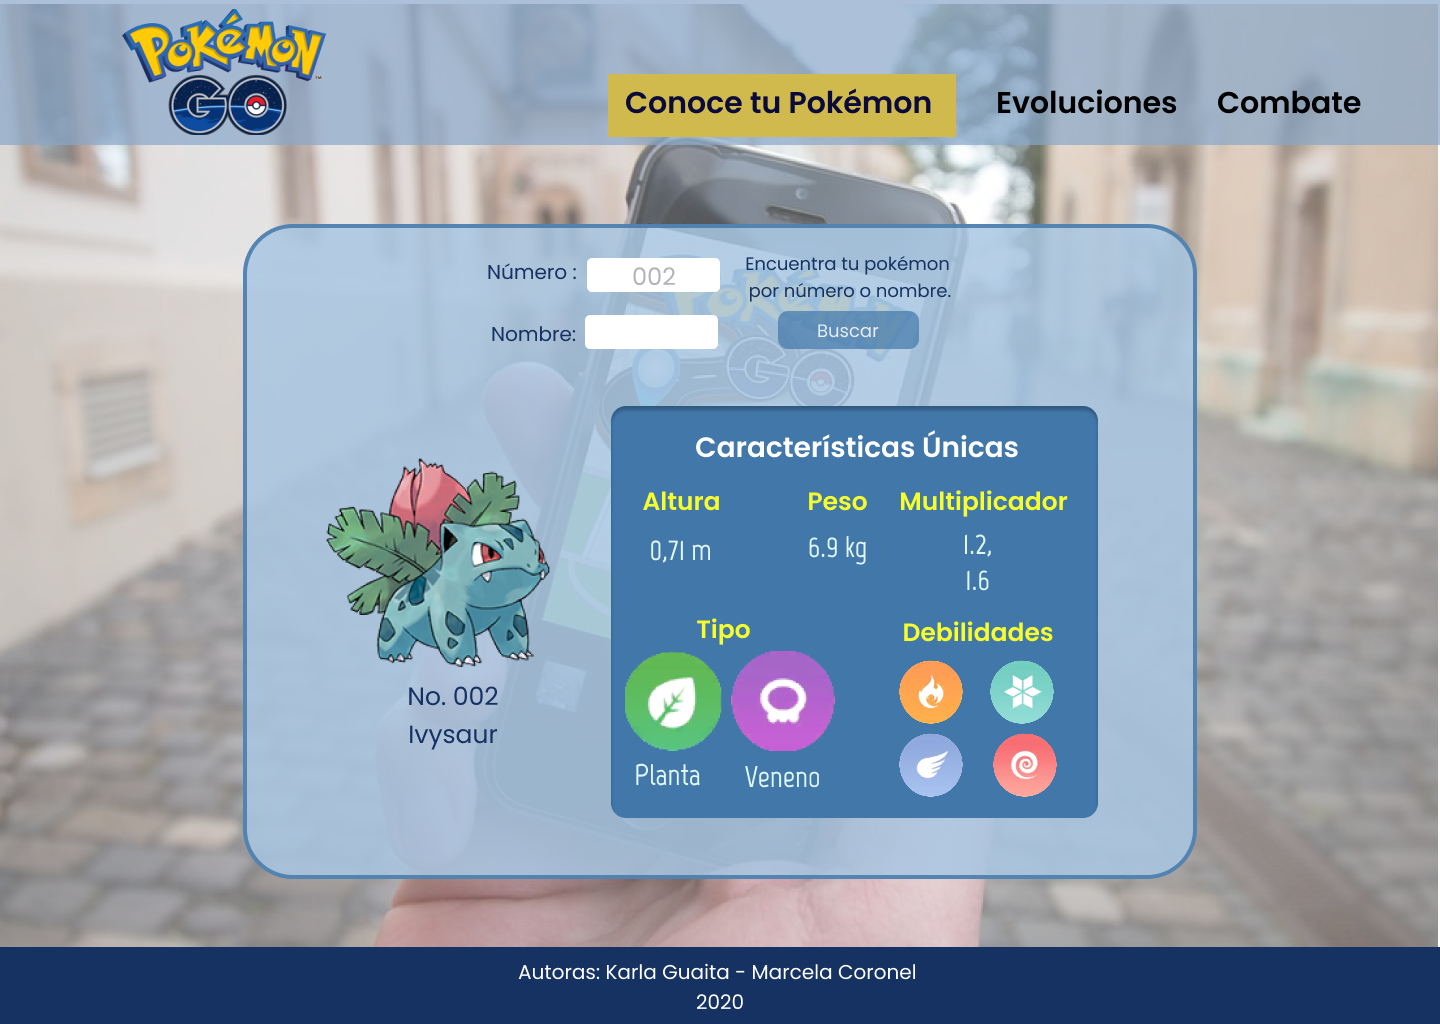 POKÉMON
GO
Conoce tu Pokémon
Evoluciones
Combate
Número :
002
Encuentra tu pokémon
por número o nombre.
Nombre:
Buscar
POKÉMON
GO
Características Únicas
Altura
Peso
Multiplicador
0,71 m
6.9 kg
1.2,
1.6
Tipo
Debilidades
Planta
Veneno
No. 002
Ivysaur
Autoras: Karla Guaita - Marcela Coronel
2020